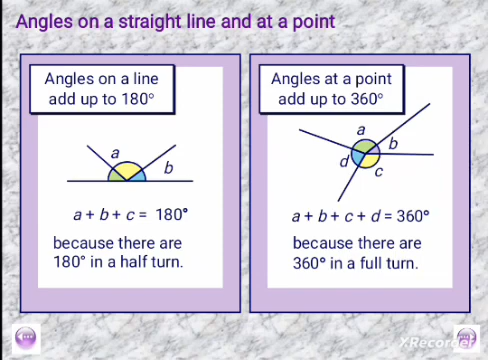 Angles on a straight line and at a point
Angles on a line
add up to 180°
a
b
a + b + c = 180°
because there are
180° in a half turn.
Angles at a point
add up to 360°
a
b
d
c
a + b + c + d = 360°
because there are
360° in a full turn.
XRecorder